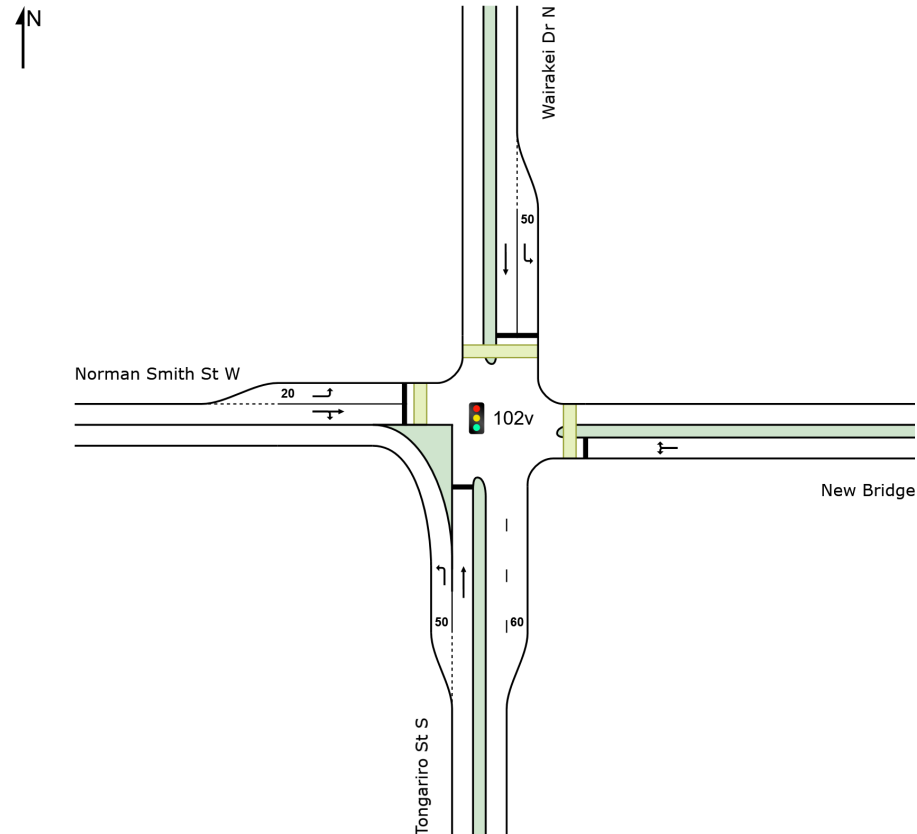 N
Wairakei Dr N
50
Norman Smith St W
20
102v
New Bridge
50
60
Tongariro St S